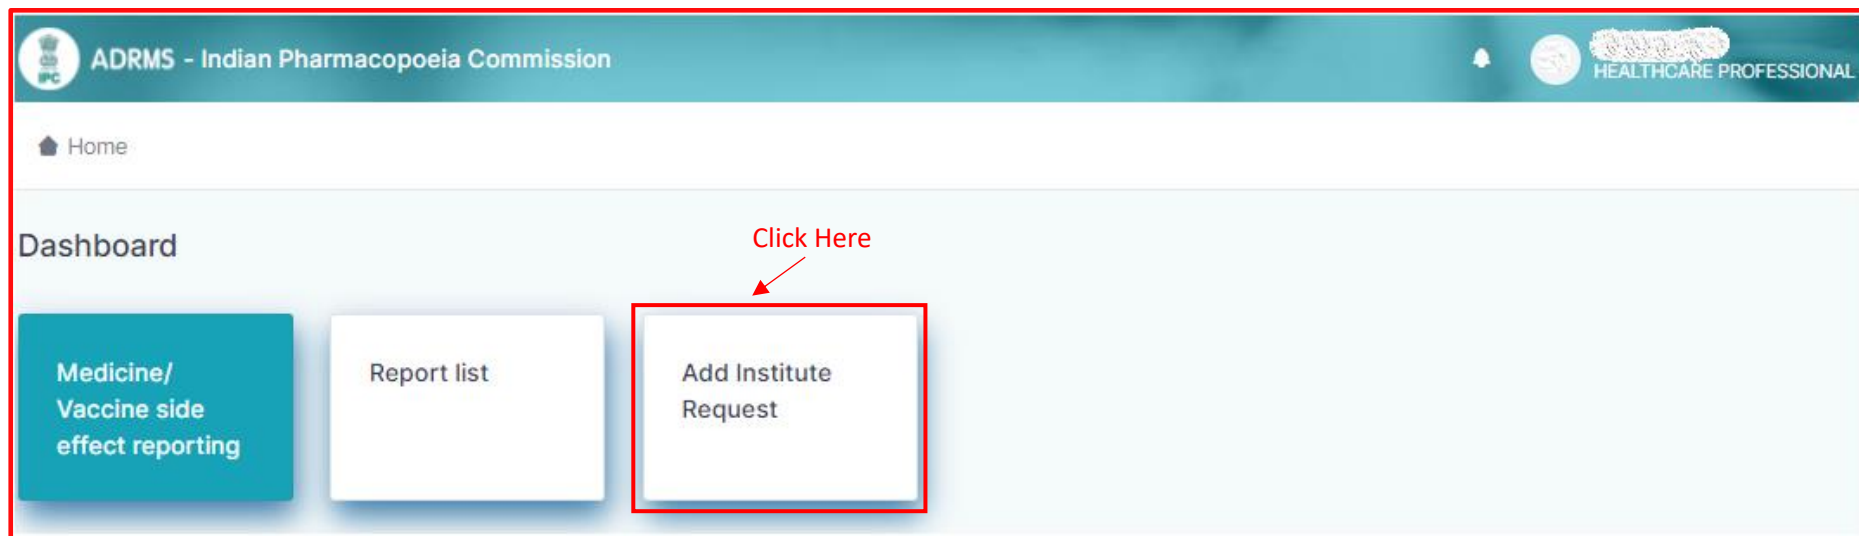 IPC
ADRMS - Indian Pharmacopoeia Commission
HEALTHCARE PROFESSIONAL
Home
Dashboard
Click Here
Medicine/
Vaccine side
effect reporting
Report list
Add Institute
Request